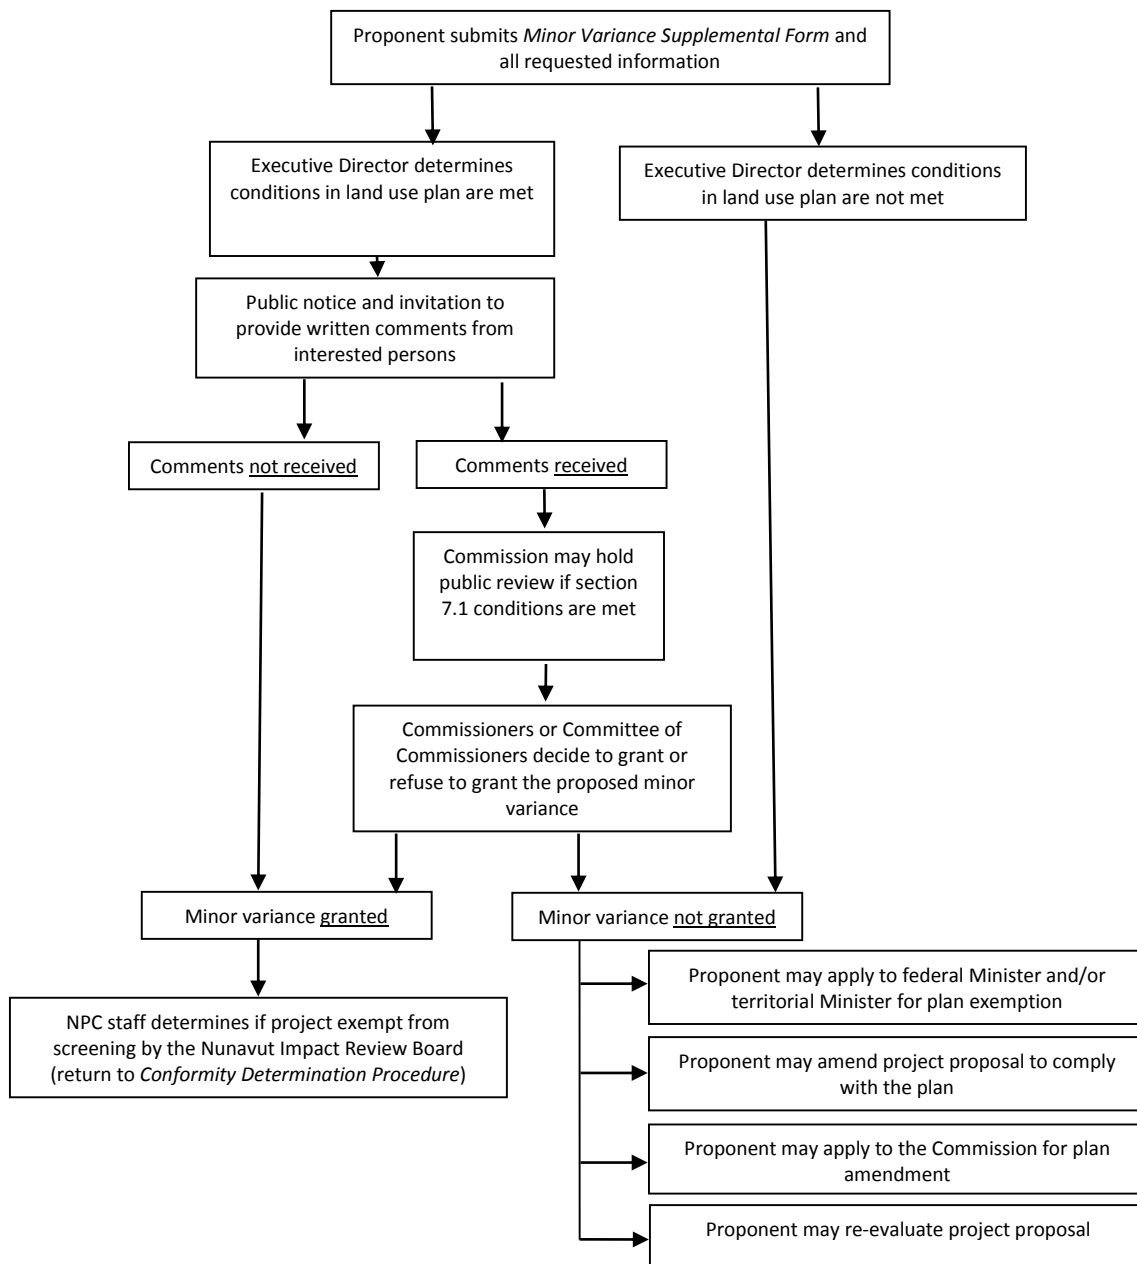 Proponent submits Minor Variance Supplemental Form and
all requested information
Executive Director determines
conditions in land use plan are met
Executive Director determines conditions
in land use plan are not met
Public notice and invitation to
provide written comments from
interested persons
Comments not received
Comments received
Commission may hold
public review if section
7.1 conditions are met
Commissioners or Committee of
Commissioners decide to grant or
refuse to grant the proposed minor
variance
Minor variance granted
Minor variance not granted
NPC staff determines if project exempt from
screening by the Nunavut Impact Review Board
(return to Conformity Determination Procedure)
Proponent may apply to federal Minister and/or
territorial Minister for plan exemption
Proponent may amend project proposal to comply
with the plan
Proponent may apply to the Commission for plan
amendment
Proponent may re-evaluate project proposal